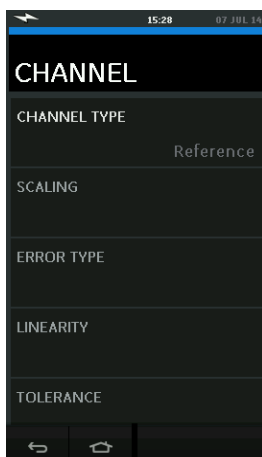 15:28 07 JUL 14
CHANNEL
CHANNEL TYPE
Reference
SCALING
ERROR TYPE
LINEARITY
TOLERANCE